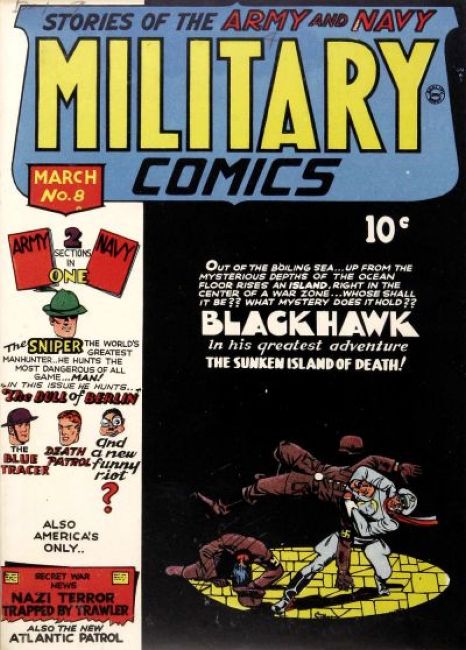 STORIES OF THE ARMY AND NAVY
MILITARY
COMICS
MARCH
No. 8
10¢
ARMY
2
SECTIONS
IN
ONE
NAVY
OUT OF THE BOILING SEA...UP FROM THE
MYSTERIOUS DEPTHS OF THE OCEAN
FLOOR RISES AN ISLAND, RIGHT IN THE
CENTER OF A WAR ZONE....WHOSE SHALL
IT BE?? WHAT MYSTERY DOES IT HOLD??
BLACKHAWK
In his greatest adventure
THE SUNKEN ISLAND OF DEATH!
The SNIPER THE WORLD'S
GREATEST
MANHUNTER..HE HUNTS THE
MOST DANGEROUS OF ALL
GAME....MAN!
IN THIS ISSUE HE HUNTS..
"The BULL of BERLIN"
THE
BLUE
TRACER
DEATH
PATROL
And
a new
funny
riot
?
ALSO
AMERICA'S
ONLY..
SECRET WAR
NEWS
NAZI TERROR
TRAPPED BY TRAWLER
ALSO THE NEW
ATLANTIC PATROL